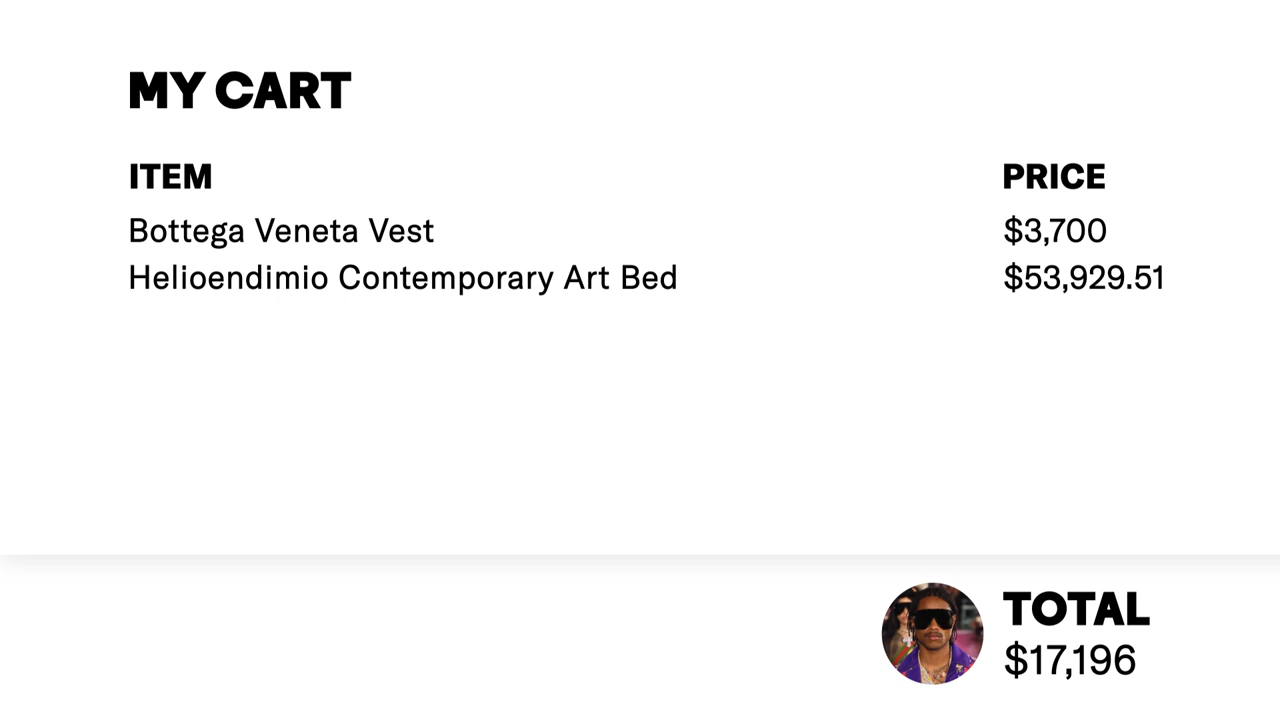 MY CART
ITEM PRICE
Bottega Veneta Vest $3,700
Helioendimio Contemporary Art Bed $53,929.51
TOTAL
$17,196